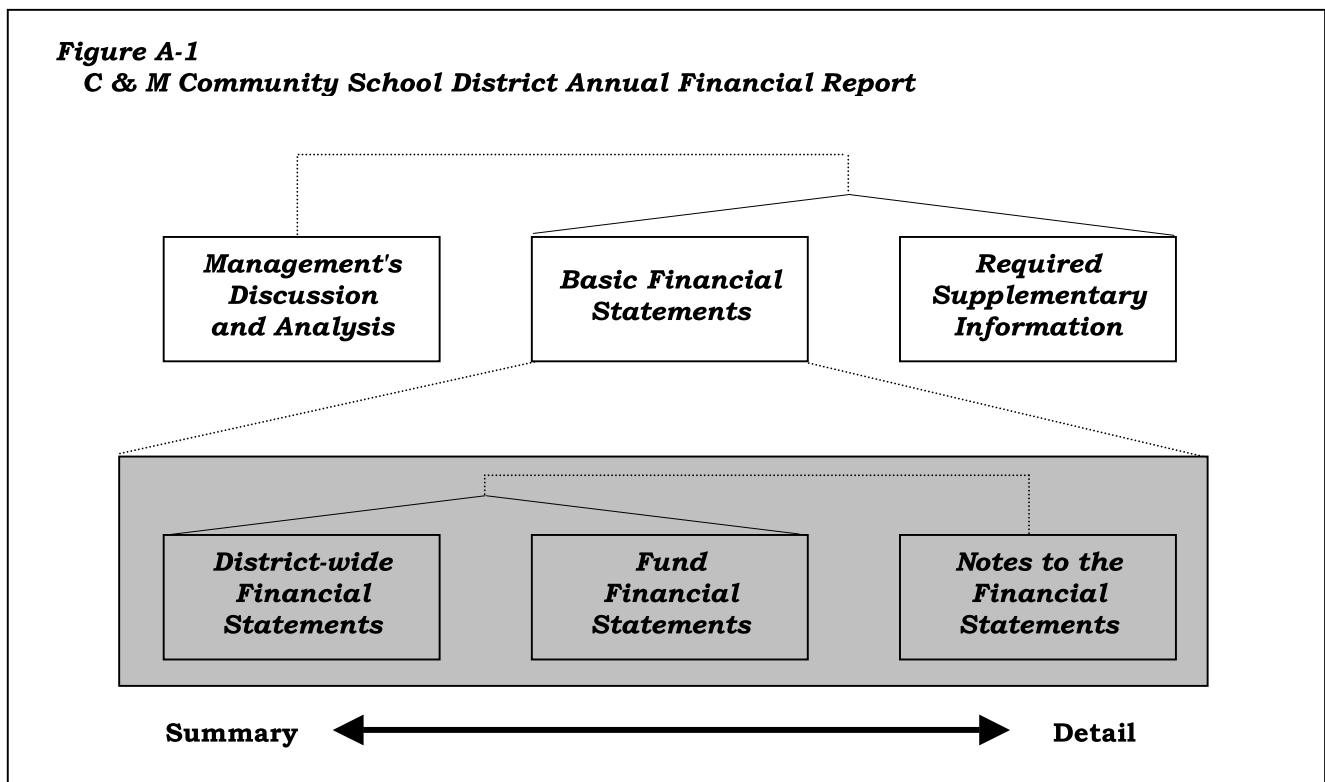 Figure A-1
C & M Community School District Annual Financial Report
Management's
Discussion
and Analysis
Basic Financial
Statements
Required
Supplementary
Information
District-wide
Financial
Statements
Fund
Financial
Statements
Notes to the
Financial
Statements
Summary
Detail